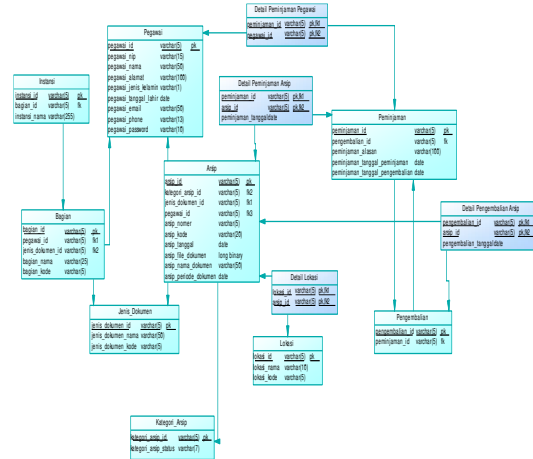 Detail Peminjaman Pegawai
peminjaman_id varchar(5) pk,fk1
pegawai_id varchar(5) pk,fk2
Pegawai
pegawai_id varchar(5) pk
pegawai_nip varchar(15)
pegawai_nama varchar(50)
pegawai_alamat varchar(100)
pegawai_jenis_kelamin varchar(1)
pegawai_tanggal_lahir date
pegawai_email varchar(50)
pegawai_phone varchar(13)
pegawai_password varchar(16)
Instansi
instansi_id varchar(5) pk
bagian_id varchar(5) fk
instansi_nama varchar(255)
Detail Peminjaman Arsip
peminjaman_id varchar(5) pk,fk1
arsip_id varchar(5) pk,fk2
peminjaman_tanggal date
Peminjaman
peminjaman_id varchar(5) pk
pengembalian_id varchar(5) fk
peminjaman_alasan varchar(100)
peminjaman_tanggal_peminjaman date
peminjaman_tanggal_pengembalian date
Arsip
arsip_id varchar(5) pk
kategori_arsip_id varchar(5) fk2
jenis_dokumen_id varchar(5) fk1
pegawai_id varchar(5) fk3
arsip_nomer varchar(5)
arsip_kode varchar(20)
arsip_tanggal date
arsip_file_dokumen long binary
arsip_nama_dokumen varchar(50)
arsip_periode_dokumen date
Bagian
bagian_id varchar(5) pk
pegawai_id varchar(5) fk1
jenis_dokumen_id varchar(5) fk2
bagian_nama varchar(25)
bagian_kode varchar(5)
Detail Pengembalian Arsip
pengembalian_id varchar(5) pk,fk1
arsip_id varchar(5) pk,fk2
pengembalian_tanggal date
Detail Lokasi
lokasi_id varchar(5) pk,fk1
arsip_id varchar(5) pk,fk2
Jenis_Dokumen
jenis_dokumen_id varchar(5) pk
jenis_dokumen_nama varchar(50)
jenis_dokumen_kode varchar(5)
Pengembalian
pengembalian_id varchar(5) pk
peminjaman_id varchar(5) fk
Lokasi
lokasi_id varchar(5) pk
lokasi_nama varchar(10)
lokasi_kode varchar(5)
Kategori_Arsip
kategori_arsip_id varchar(5) pk
kategori_arsip_status varchar(7)